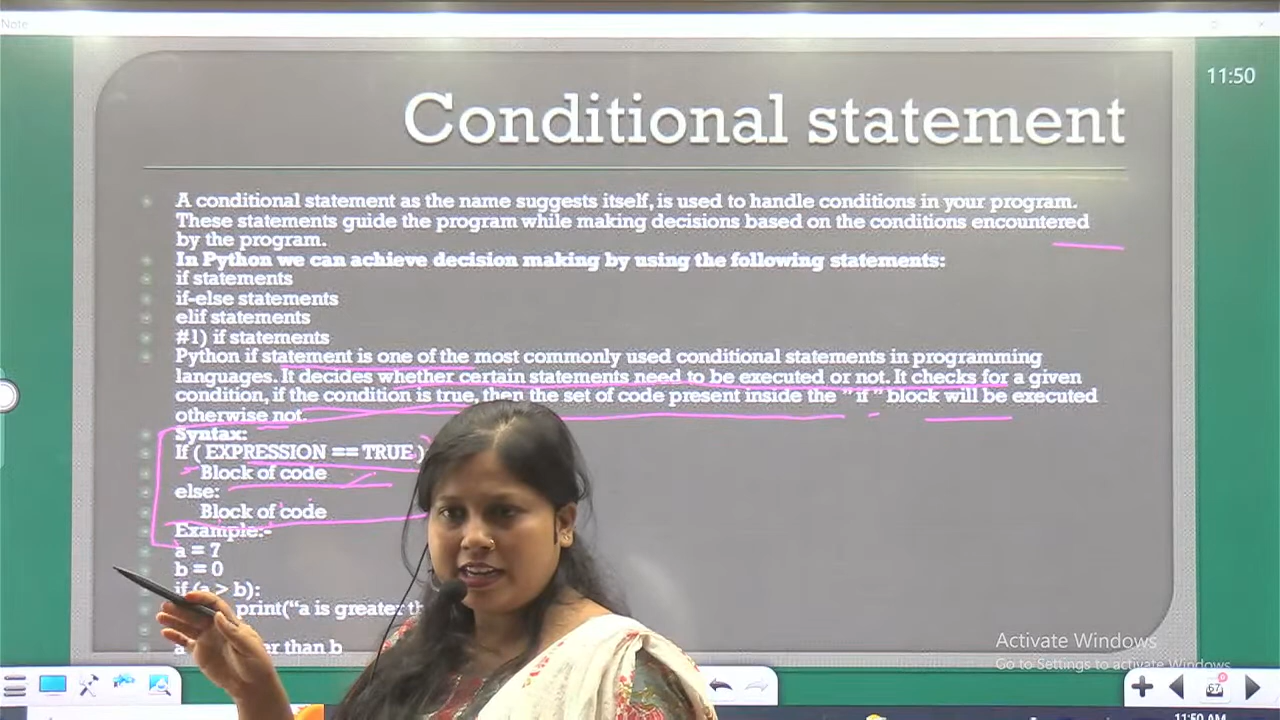 Note
11:50
Conditional statement
A conditional statement as the name suggests itself, is used to handle conditions in your program.
These statements guide the program while making decisions based on the conditions encountered
by the program.
In Python we can achieve decision making by using the following statements:
if statements
if-else statements
elif statements
#1) if statements
Python if statement is one of the most commonly used conditional statements in programming
languages. It decides whether certain statements need to be executed or not. It checks for a given
condition, if the condition is true, then the set of code present inside the " if " block will be executed
otherwise not.
Syntax:
If ( EXPRESSION == TRUE )
Block of code
else:
Block of code
Example:-
a = 7
b = 0
if (a > b):
print("a is greater
than b
Activate Windows
Go to Settings to activate Windows.
57
11:50 AM